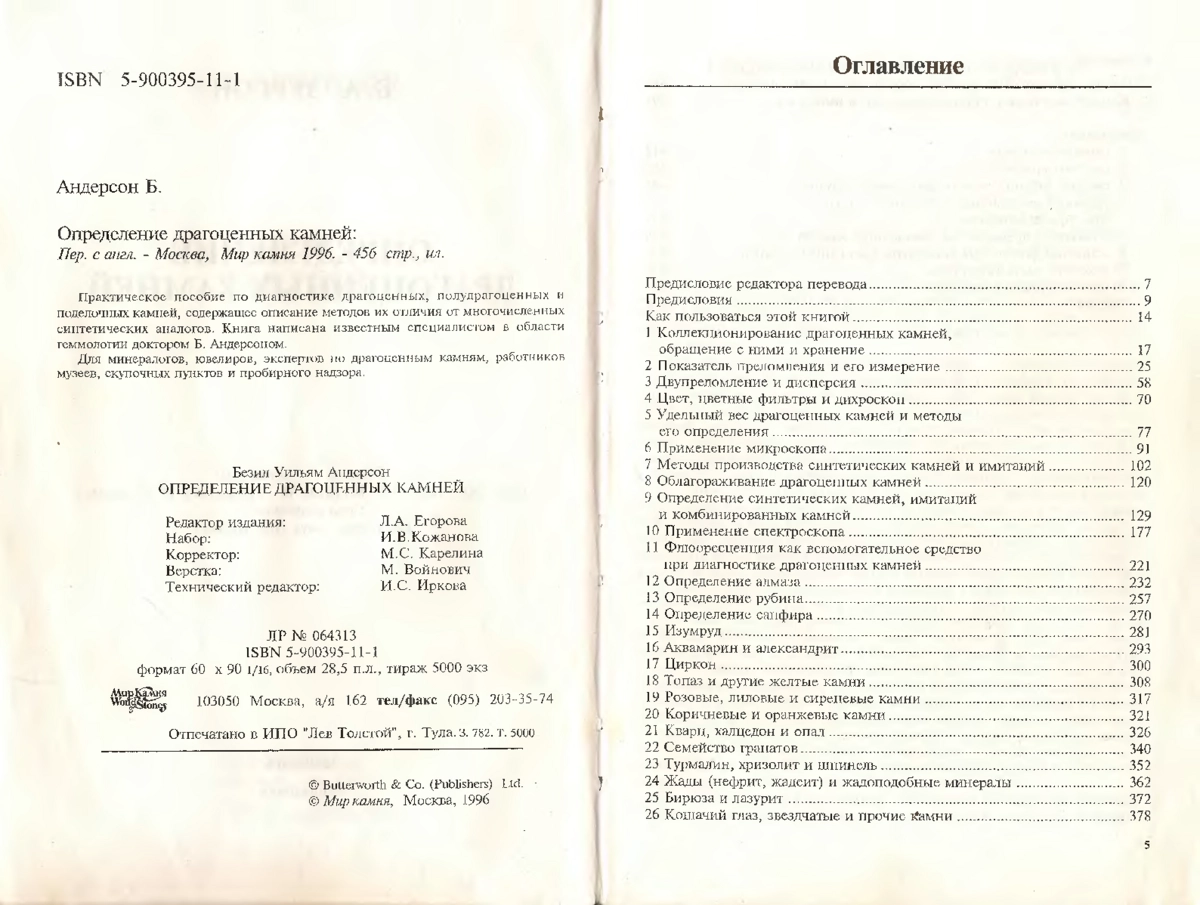 ISBN 5-900395-11-1
Андерсон Б.
Определение драгоценных камней:
Пер. с англ. - Москва, Мир камня 1996. - 456 стр., ил.
Практическое пособие по диагностике драгоценных, полудрагоценных и
поделочных камней, содержащее описание методов их отличия от многочисленных
синтетических аналогов. Книга написана известным специалистом в области
геммологии доктором Б. Андерсоном.
Для минералогов, ювелиров, экспертов по драгоценным камням, работников
музеев, скупочных пунктов и пробирного надзора.
Безил Уильям Андерсон
ОПРЕДЕЛЕНИЕ ДРАГОЦЕННЫХ КАМНЕЙ
Редактор издания: Л.А. Егорова
Набор: И.В.Кожанова
Корректор: М.С. Карелина
Верстка: М. Войнович
Технический редактор: И.С. Иркова
ЛР № 064313
ISBN 5-900395-11-1
формат 60 х 90 1/16, объем 28,5 п.л., тираж 5000 экз
Мир Камня
World of Stones
103050 Москва, а/я 162 тел/факс (095) 203-35-74
Отпечатано в ИПО "Лев Толстой", г. Тула. З. 782. Т. 5000
© Butterworth & Co. (Publishers) Ltd.
© Мир камня, Москва, 1996
Оглавление
Предисловие редактора перевода 7
Предисловия 9
Как пользоваться этой книгой 14
1 Коллекционирование драгоценных камней,
обращение с ними и хранение 17
2 Показатель преломления и его измерение 25
3 Двупреломление и дисперсия 58
4 Цвет, цветные фильтры и дихроскоп 70
5 Удельный вес драгоценных камней и методы
его определения 77
6 Применение микроскопа 91
7 Методы производства синтетических камней и имитаций 102
8 Облагораживание драгоценных камней 120
9 Определение синтетических камней, имитаций
и комбинированных камней 129
10 Применение спектроскопа 177
11 Флюоресценция как вспомогательное средство
при диагностике драгоценных камней 221
12 Определение алмаза 232
13 Определение рубина 257
14 Определение сапфира 270
15 Изумруд 281
16 Аквамарин и александрит 293
17 Циркон 300
18 Топаз и другие желтые камни 308
19 Розовые, лиловые и сиреневые камни 317
20 Коричневые и оранжевые камни 321
21 Кварц, халцедон и опал 326
22 Семейство гранатов 340
23 Турмалин, хризолит и шпинель 352
24 Жады (нефрит, жадеит) и жадоподобные минералы 362
25 Бирюза и лазурит 372
26 Кошачий глаз, звездчатые и прочие камни 378
5